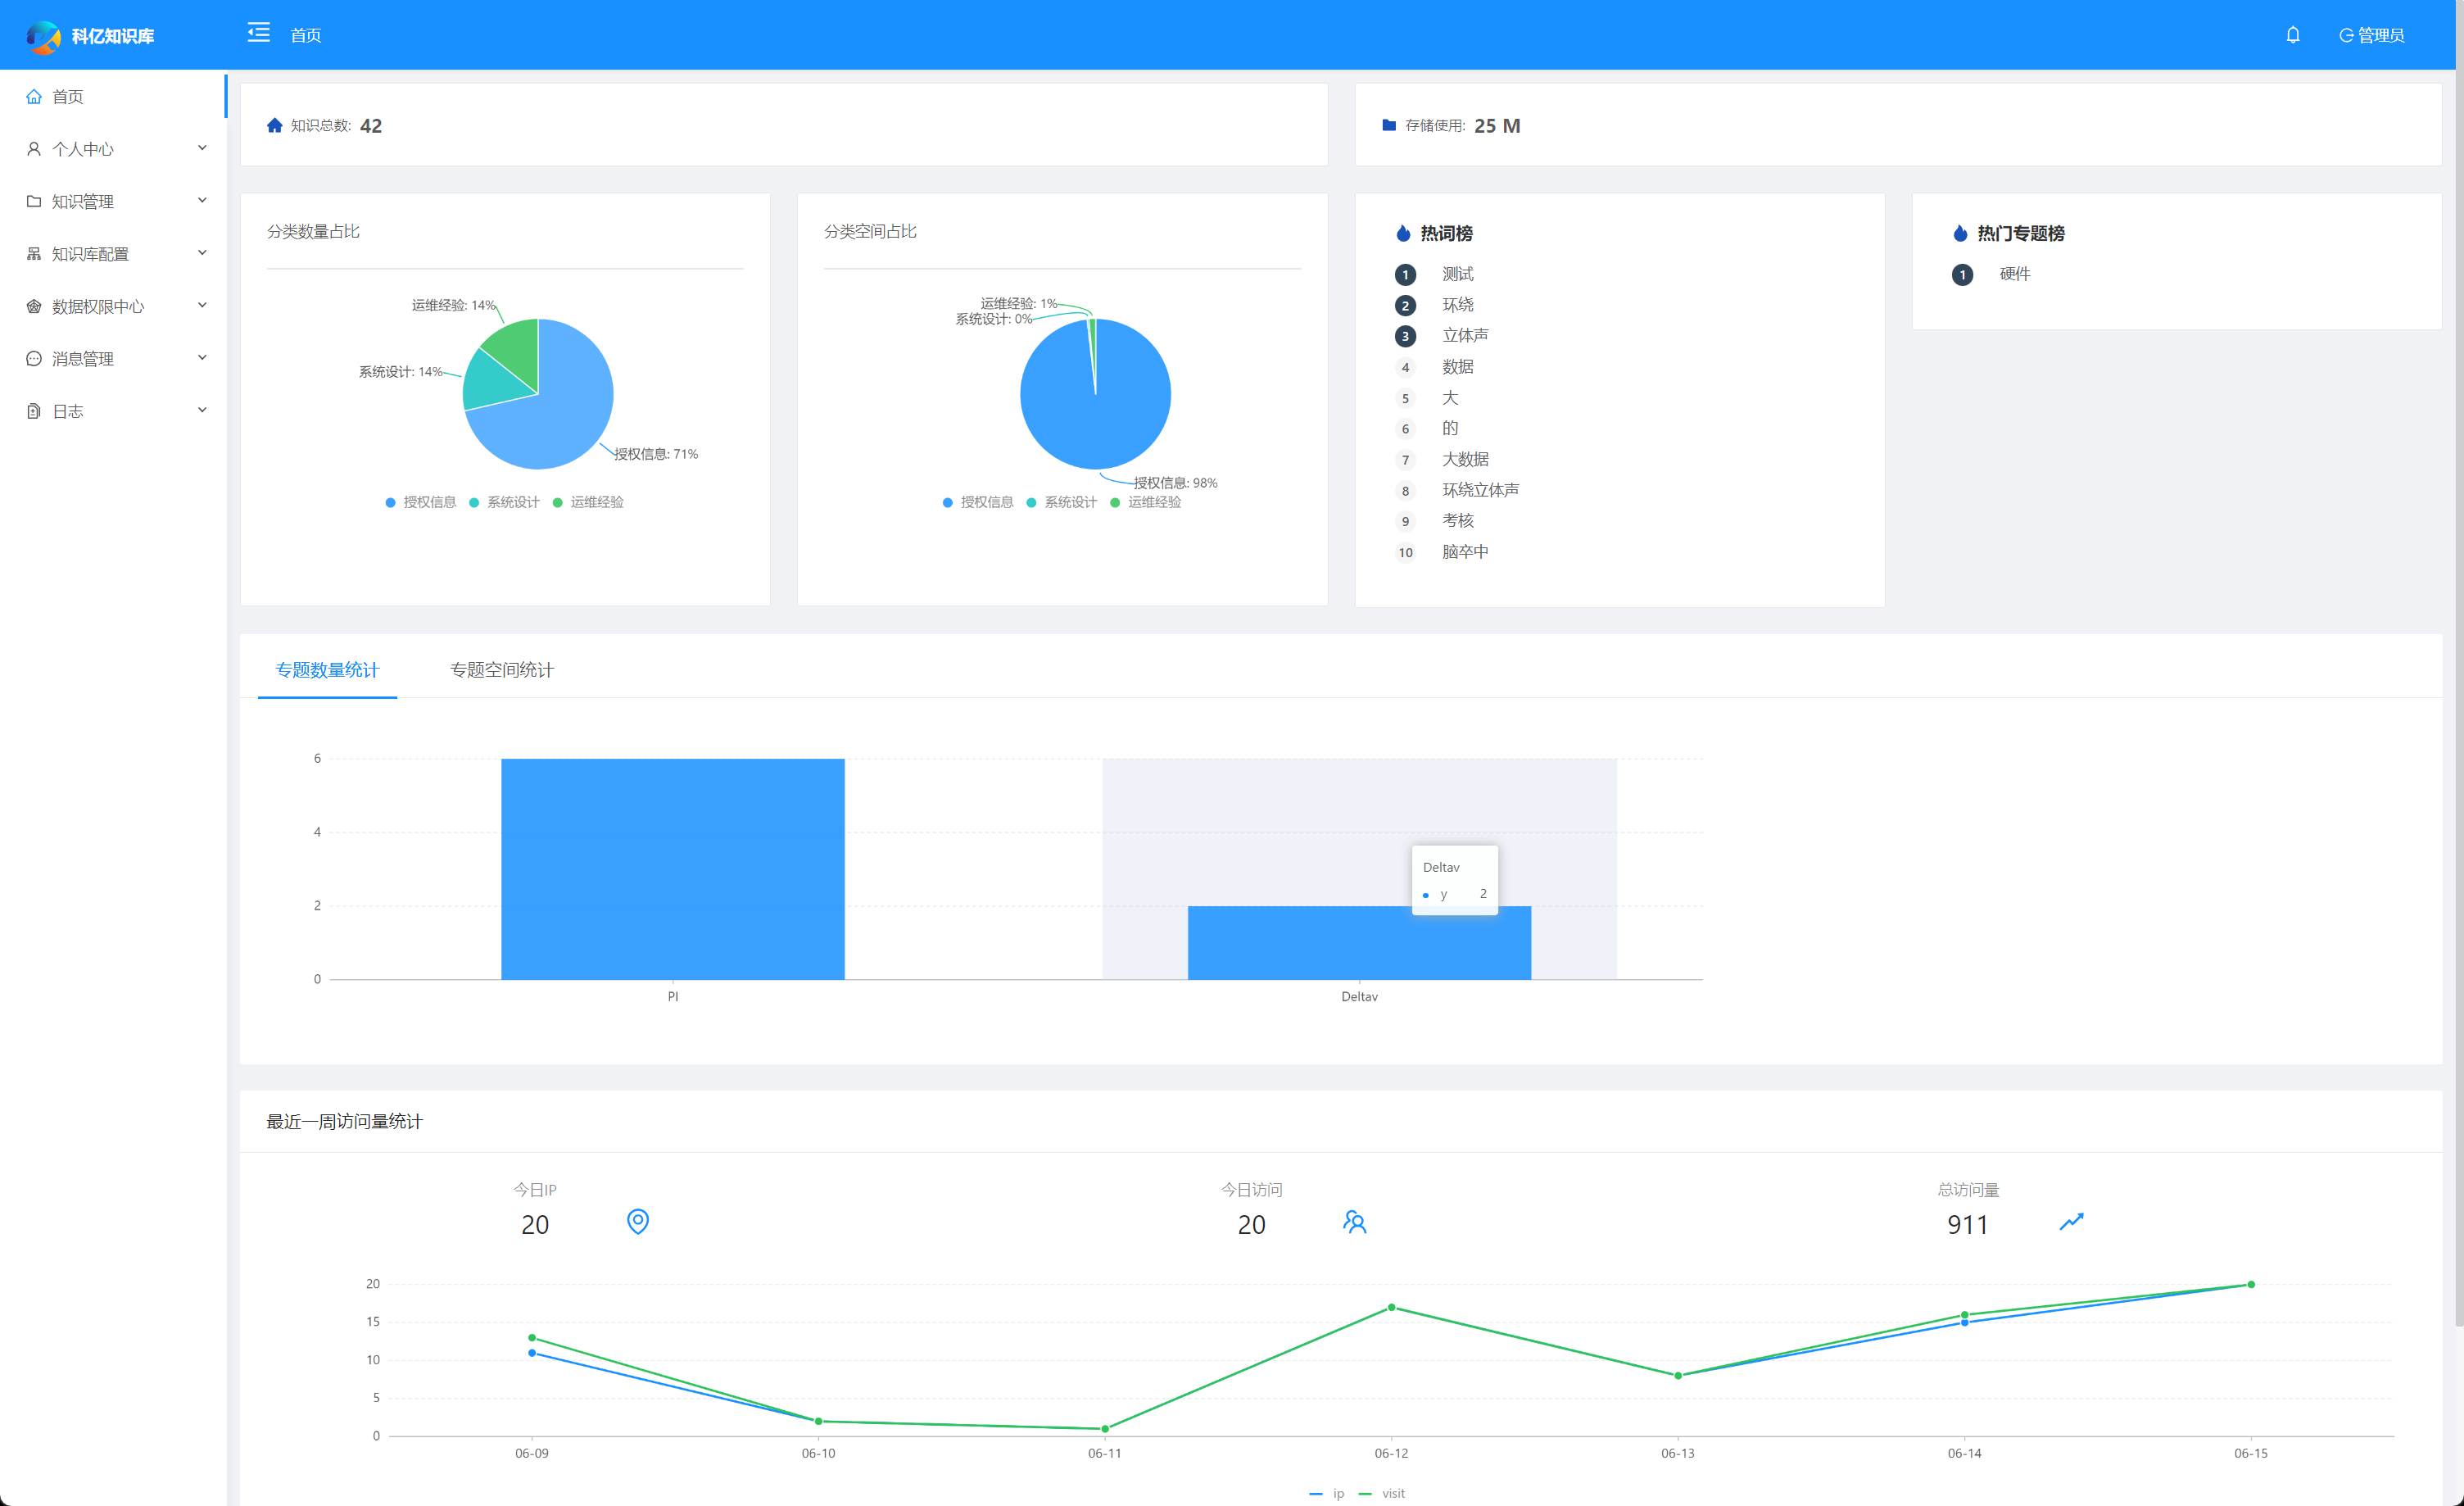 科亿知识库
首页
管理员
首页
个人中心
知识管理
知识库配置
数据权限中心
消息管理
日志
知识总数: 42
存储使用: 25 M
分类数量占比
运维经验: 14%
系统设计: 14%
授权信息: 71%
授权信息 系统设计 运维经验
分类空间占比
运维经验: 1%
系统设计: 0%
授权信息: 98%
授权信息 系统设计 运维经验
热词榜
1 测试
2 环绕
3 立体声
4 数据
5 大
6 的
7 大数据
8 环绕立体声
9 考核
10 脑卒中
热门专题榜
1 硬件
专题数量统计 专题空间统计
6
4
2
0
Deltav
y 2
PI Deltav
最近一周访问量统计
今日IP
20
今日访问
20
总访问量
911
20
15
10
5
0
06-09 06-10 06-11 06-12 06-13 06-14 06-15
ip visit